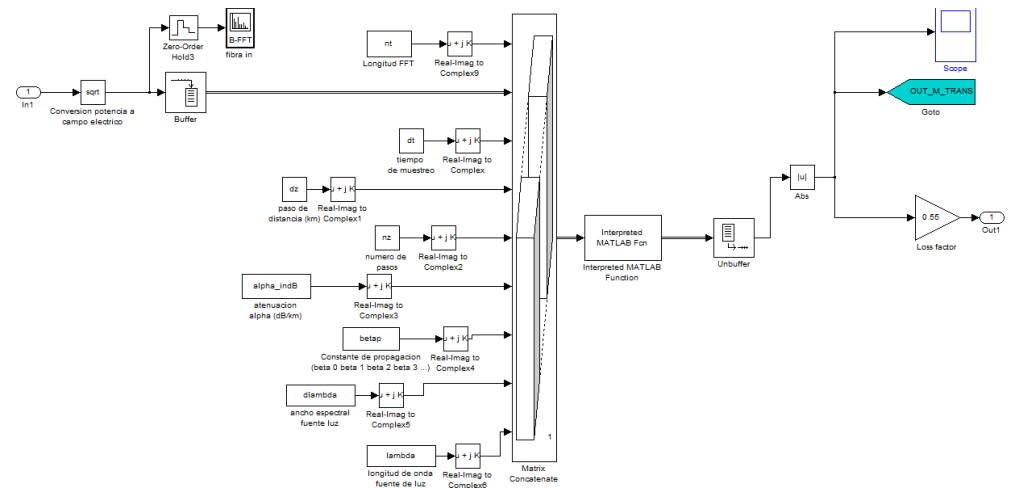 B-FFT
Zero-Order
Hold3
fibra in
nt
Longitud FFT
u + j K
Real-Imag to
Complex9
Scope
1
In1
sqrt
Conversion potencia a
campo electrico
Buffer
OUT_M_TRANS
Goto
dt
tiempo
de muestreo
u + j K
Real-Imag to
Complex
dz
paso de
distancia (km)
u + j K
Real-Imag to
Complex1
|u|
Abs
0.55
Loss factor
1
Out1
nz
numero de
pasos
u + j K
Real-Imag to
Complex2
Interpreted
MATLAB Fcn
Interpreted MATLAB
Function
Unbuffer
alpha_indB
atenuacion
alpha (dB/km)
u + j K
Real-Imag to
Complex3
betap
Constante de propagacion
(beta 0 beta 1 beta 2 beta 3 ...)
u + j K
Real-Imag to
Complex4
dlambda
ancho espectral
fuente luz
u + j K
Real-Imag to
Complex5
lambda
longitud de onda
fuente de luz
u + j K
Real-Imag to
Complex6
1
Matrix
Concatenate